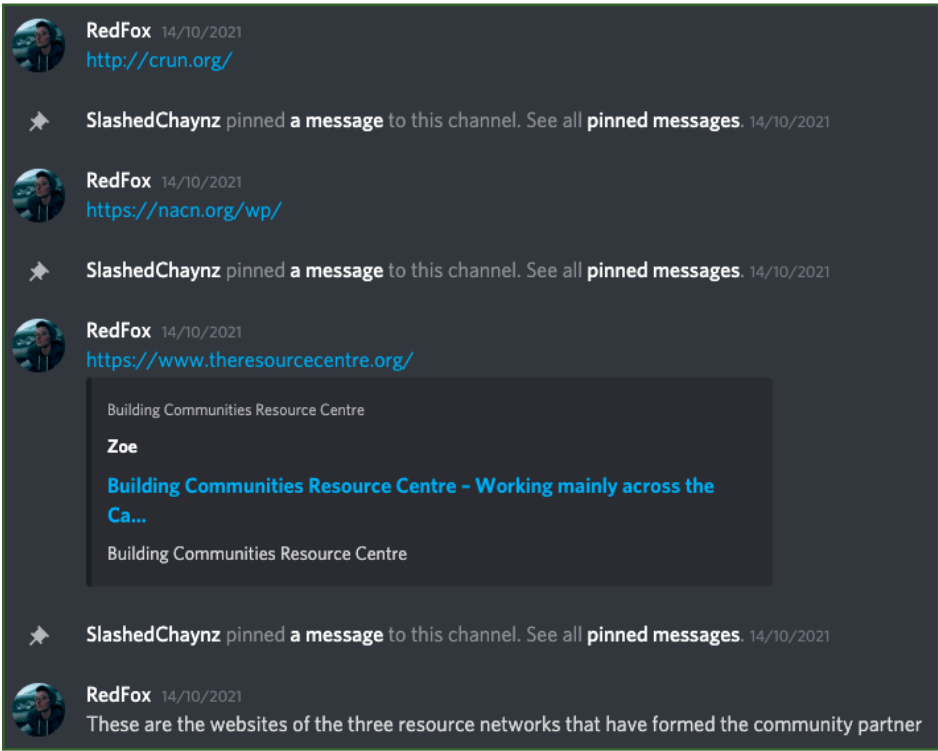 RedFox 14/10/2021
http://crun.org/
SlashedChaynz pinned a message to this channel. See all pinned messages. 14/10/2021
RedFox 14/10/2021
https://nacn.org/wp/
SlashedChaynz pinned a message to this channel. See all pinned messages. 14/10/2021
RedFox 14/10/2021
https://www.theresourcecentre.org/
Building Communities Resource Centre
Zoe
Building Communities Resource Centre – Working mainly across the
Ca...
Building Communities Resource Centre
SlashedChaynz pinned a message to this channel. See all pinned messages. 14/10/2021
RedFox 14/10/2021
These are the websites of the three resource networks that have formed the community partner